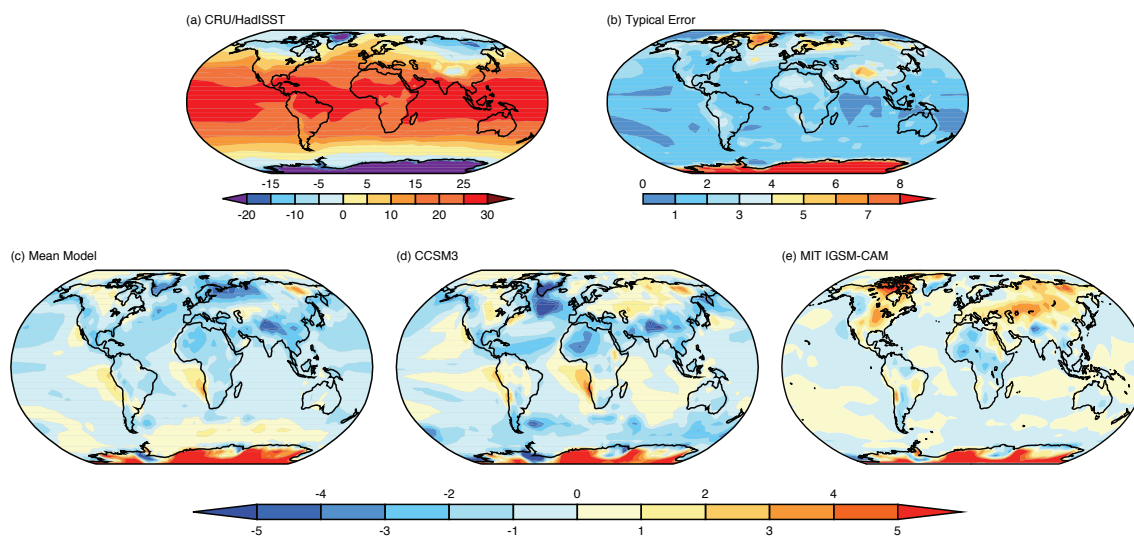 (a) CRU/HadISST
(b) Typical Error
-15 -5 5 15 25
-20 -10 0 10 20 30
0 2 4 6 8
1 3 5 7
(c) Mean Model
(d) CCSM3
(e) MIT IGSM-CAM
-4 -2 0 2 4
-5 -3 -1 1 3 5